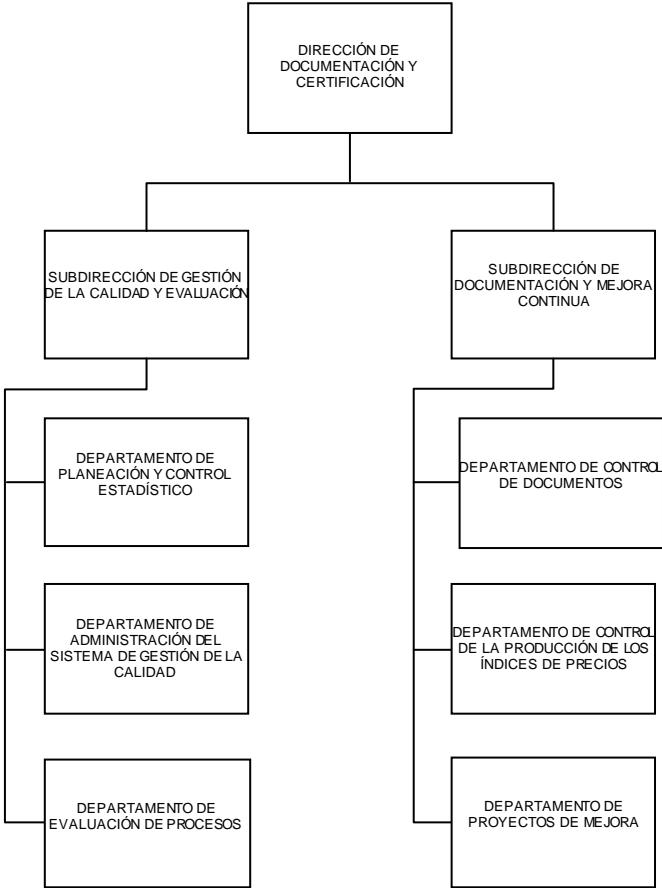 DIRECCIÓN DE
DOCUMENTACIÓN Y
CERTIFICACIÓN
SUBDIRECCIÓN DE GESTIÓN
DE LA CALIDAD Y EVALUACIÓN
SUBDIRECCIÓN DE
DOCUMENTACIÓN Y MEJORA
CONTINUA
DEPARTAMENTO DE
PLANEACIÓN Y CONTROL
ESTADÍSTICO
DEPARTAMENTO DE CONTROL
DE DOCUMENTOS
DEPARTAMENTO DE
ADMINISTRACIÓN DEL
SISTEMA DE GESTIÓN DE LA
CALIDAD
DEPARTAMENTO DE CONTROL
DE LA PRODUCCIÓN DE LOS
ÍNDICES DE PRECIOS
DEPARTAMENTO DE
EVALUACIÓN DE PROCESOS
DEPARTAMENTO DE
PROYECTOS DE MEJORA